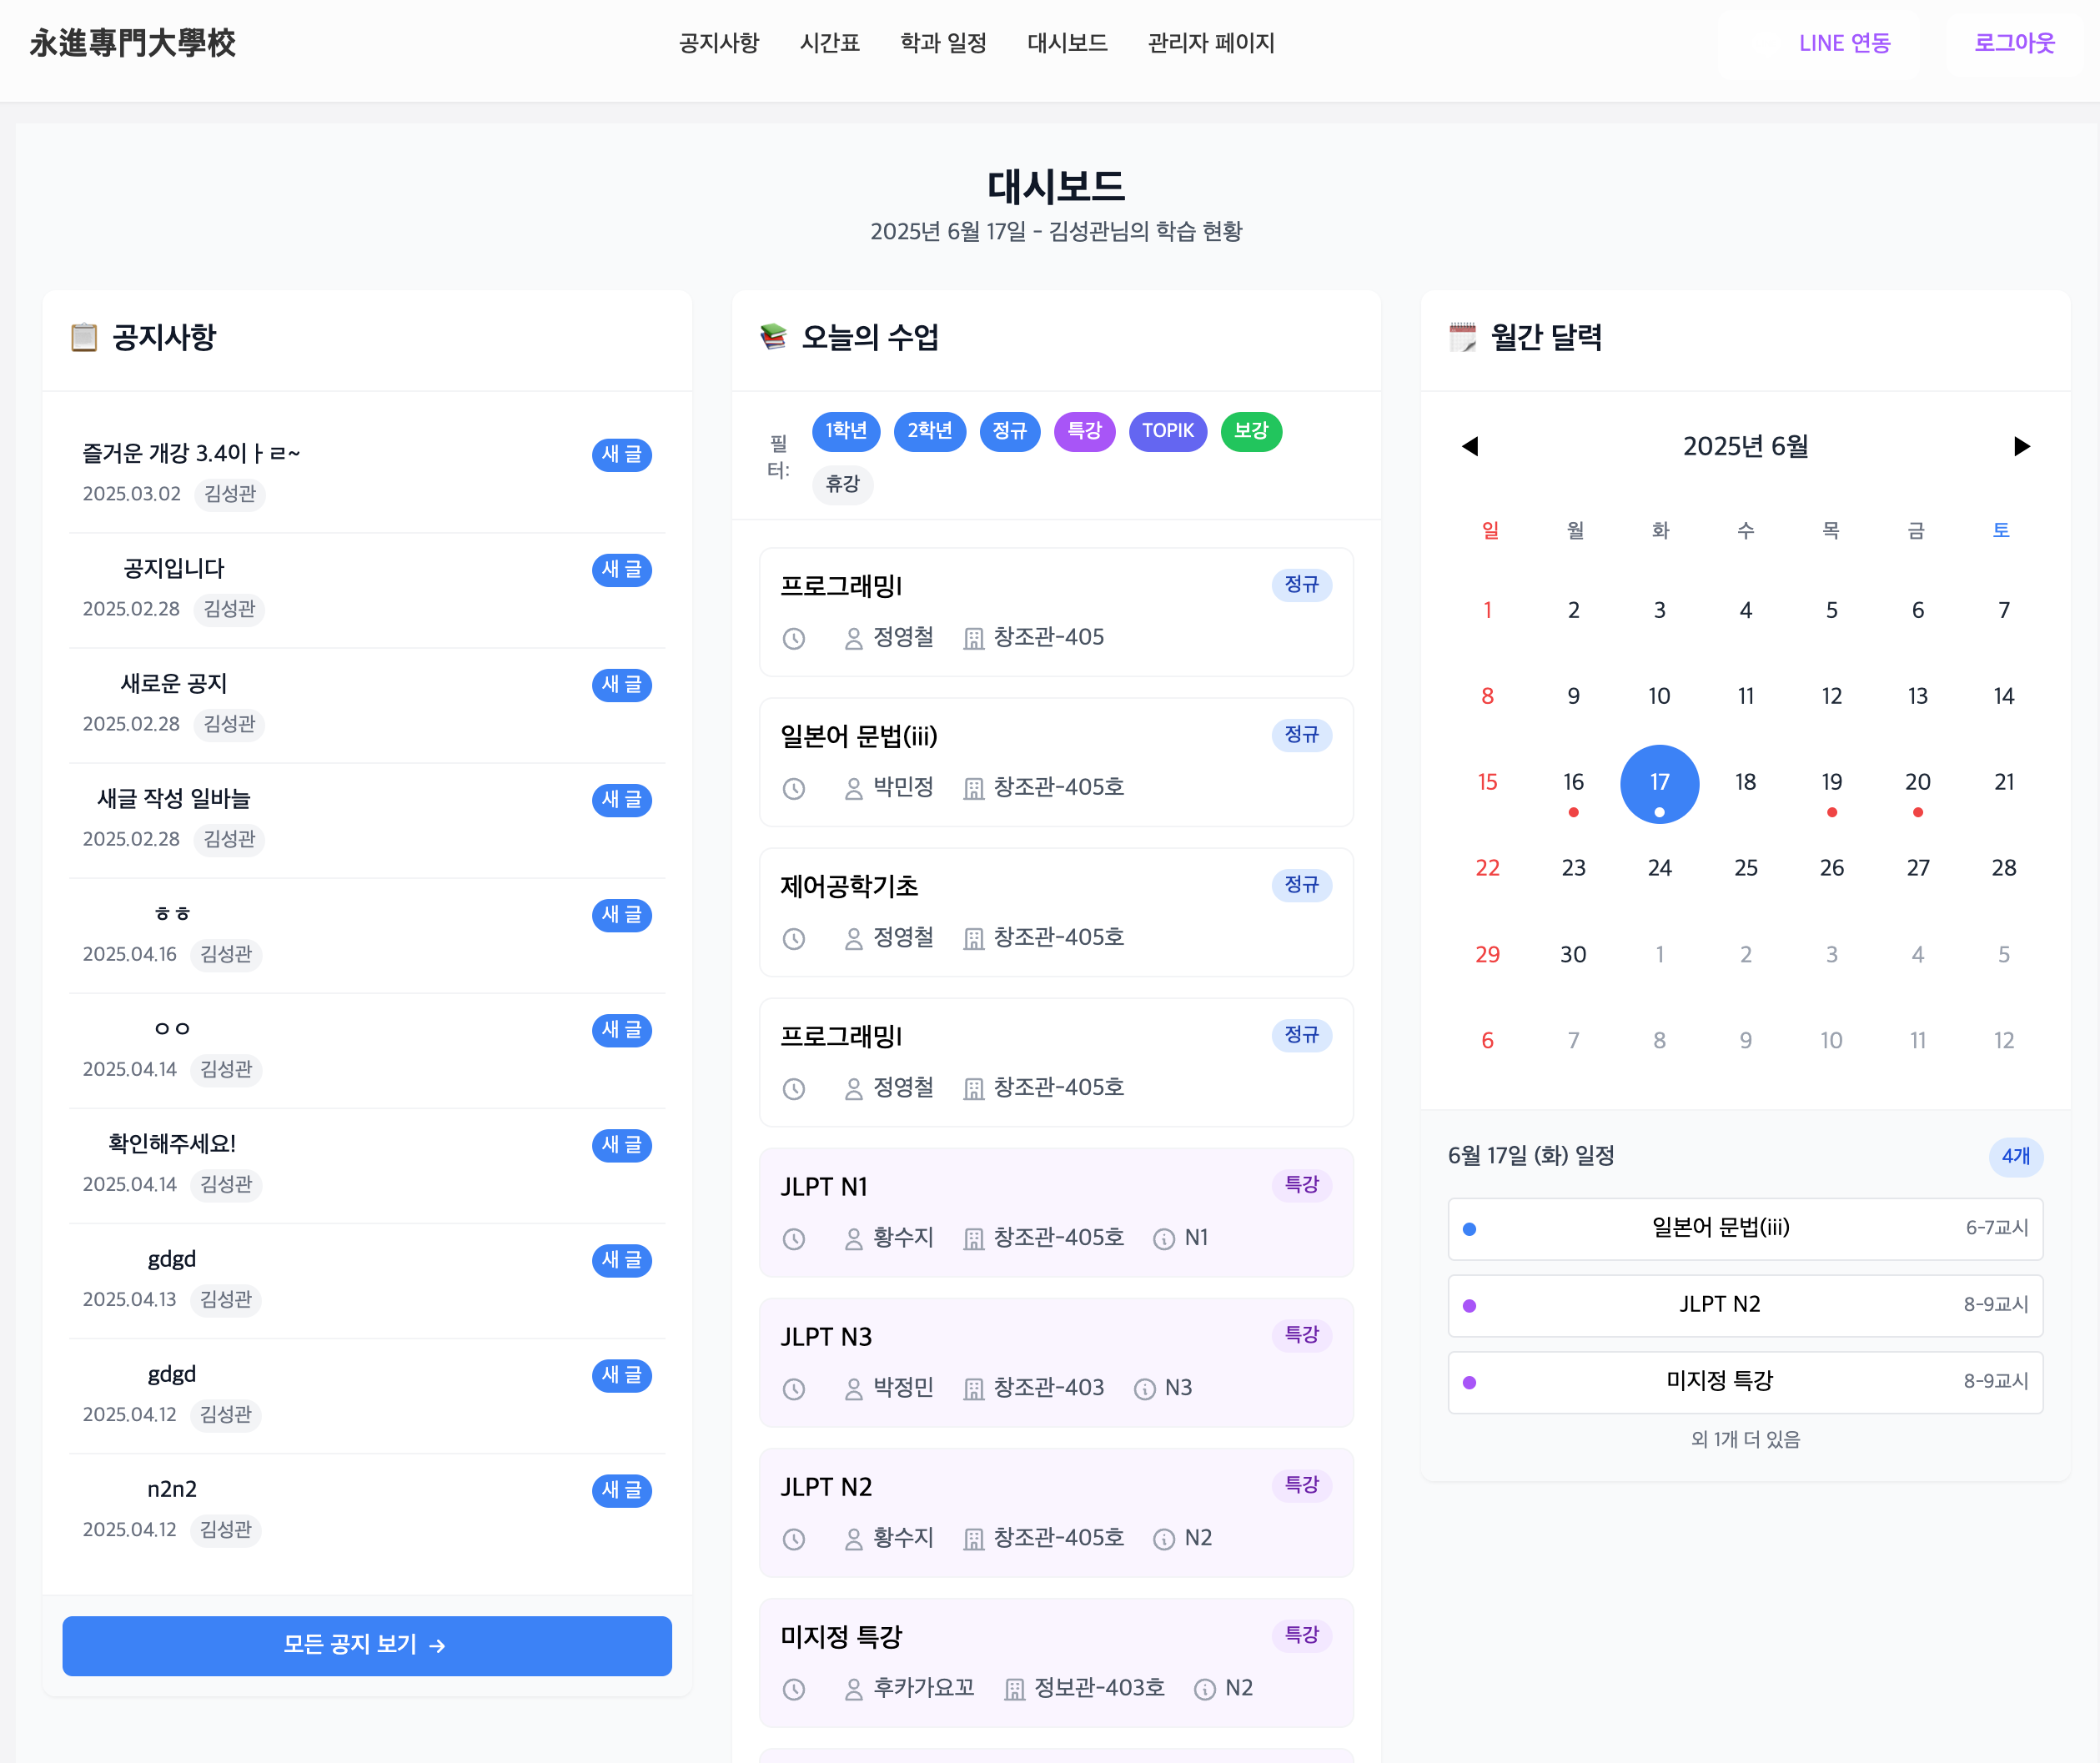 永進専門大學校
공지사항
시간표
학과 일정
대시보드
관리자 페이지
LINE 연동
로그아웃
대시보드
2025년 6월 17일 - 김성관님의 학습 현황
공지사항
즐거운 개강 3.4이ㅏㄹ~
새 글
2025.03.02 김성관
공지입니다
새 글
2025.02.28 김성관
새로운 공지
새 글
2025.02.28 김성관
새글 작성 일바늘
새 글
2025.02.28 김성관
ㅎㅎ
새 글
2025.04.16 김성관
ㅇㅇ
새 글
2025.04.14 김성관
확인해주세요!
새 글
2025.04.14 김성관
gdgd
새 글
2025.04.13 김성관
gdgd
새 글
2025.04.12 김성관
n2n2
새 글
2025.04.12 김성관
모든 공지 보기 →
오늘의 수업
필터:
1학년 2학년 정규 특강 TOPIK 보강
휴강
프로그래밍I
정규
정영철 창조관-405
일본어 문법(iii)
정규
박민정 창조관-405호
제어공학기초
정규
정영철 창조관-405호
프로그래밍I
정규
정영철 창조관-405호
JLPT N1
특강
황수지 창조관-405호 N1
JLPT N3
특강
박정민 창조관-403 N3
JLPT N2
특강
황수지 창조관-405호 N2
미지정 특강
특강
후카가요꼬 정보관-403호 N2
월간 달력
◀ 2025년 6월 ▶
일 월 화 수 목 금 토
1 2 3 4 5 6 7
8 9 10 11 12 13 14
15 16 17 18 19 20 21
22 23 24 25 26 27 28
29 30 1 2 3 4 5
6 7 8 9 10 11 12
6월 17일 (화) 일정
4개
일본어 문법(iii) 6-7교시
JLPT N2 8-9교시
미지정 특강 8-9교시
외 1개 더 있음